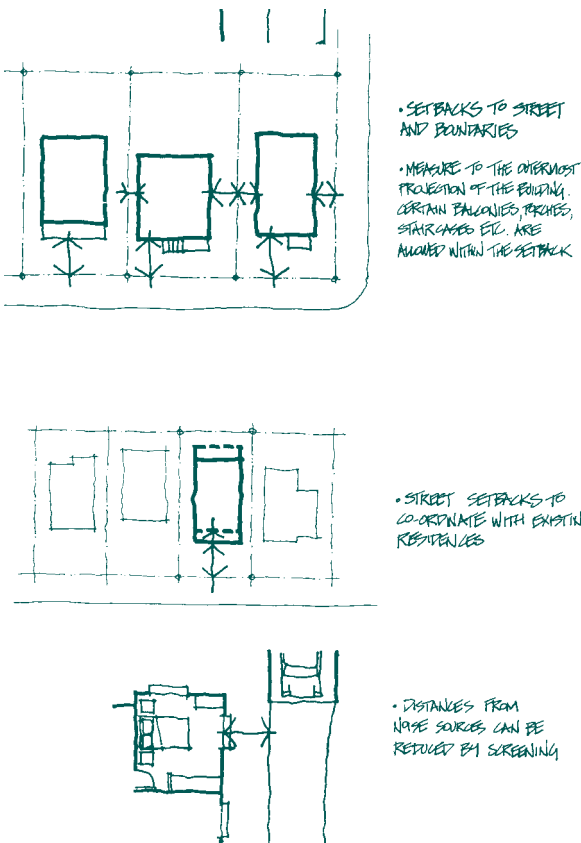 • SETBACKS TO STREET
AND BOUNDARIES
• MEASURE TO THE OUTERMOST
PROJECTION OF THE BUILDING.
CERTAIN BALCONIES, PORCHES,
STAIRCASES ETC. ARE
ALLOWED WITHIN THE SETBACK
• STREET SETBACKS TO
CO-ORDINATE WITH EXISTIN
RESIDENCES
• DISTANCES FROM
NOISE SOURCES CAN BE
REDUCED BY SCREENING